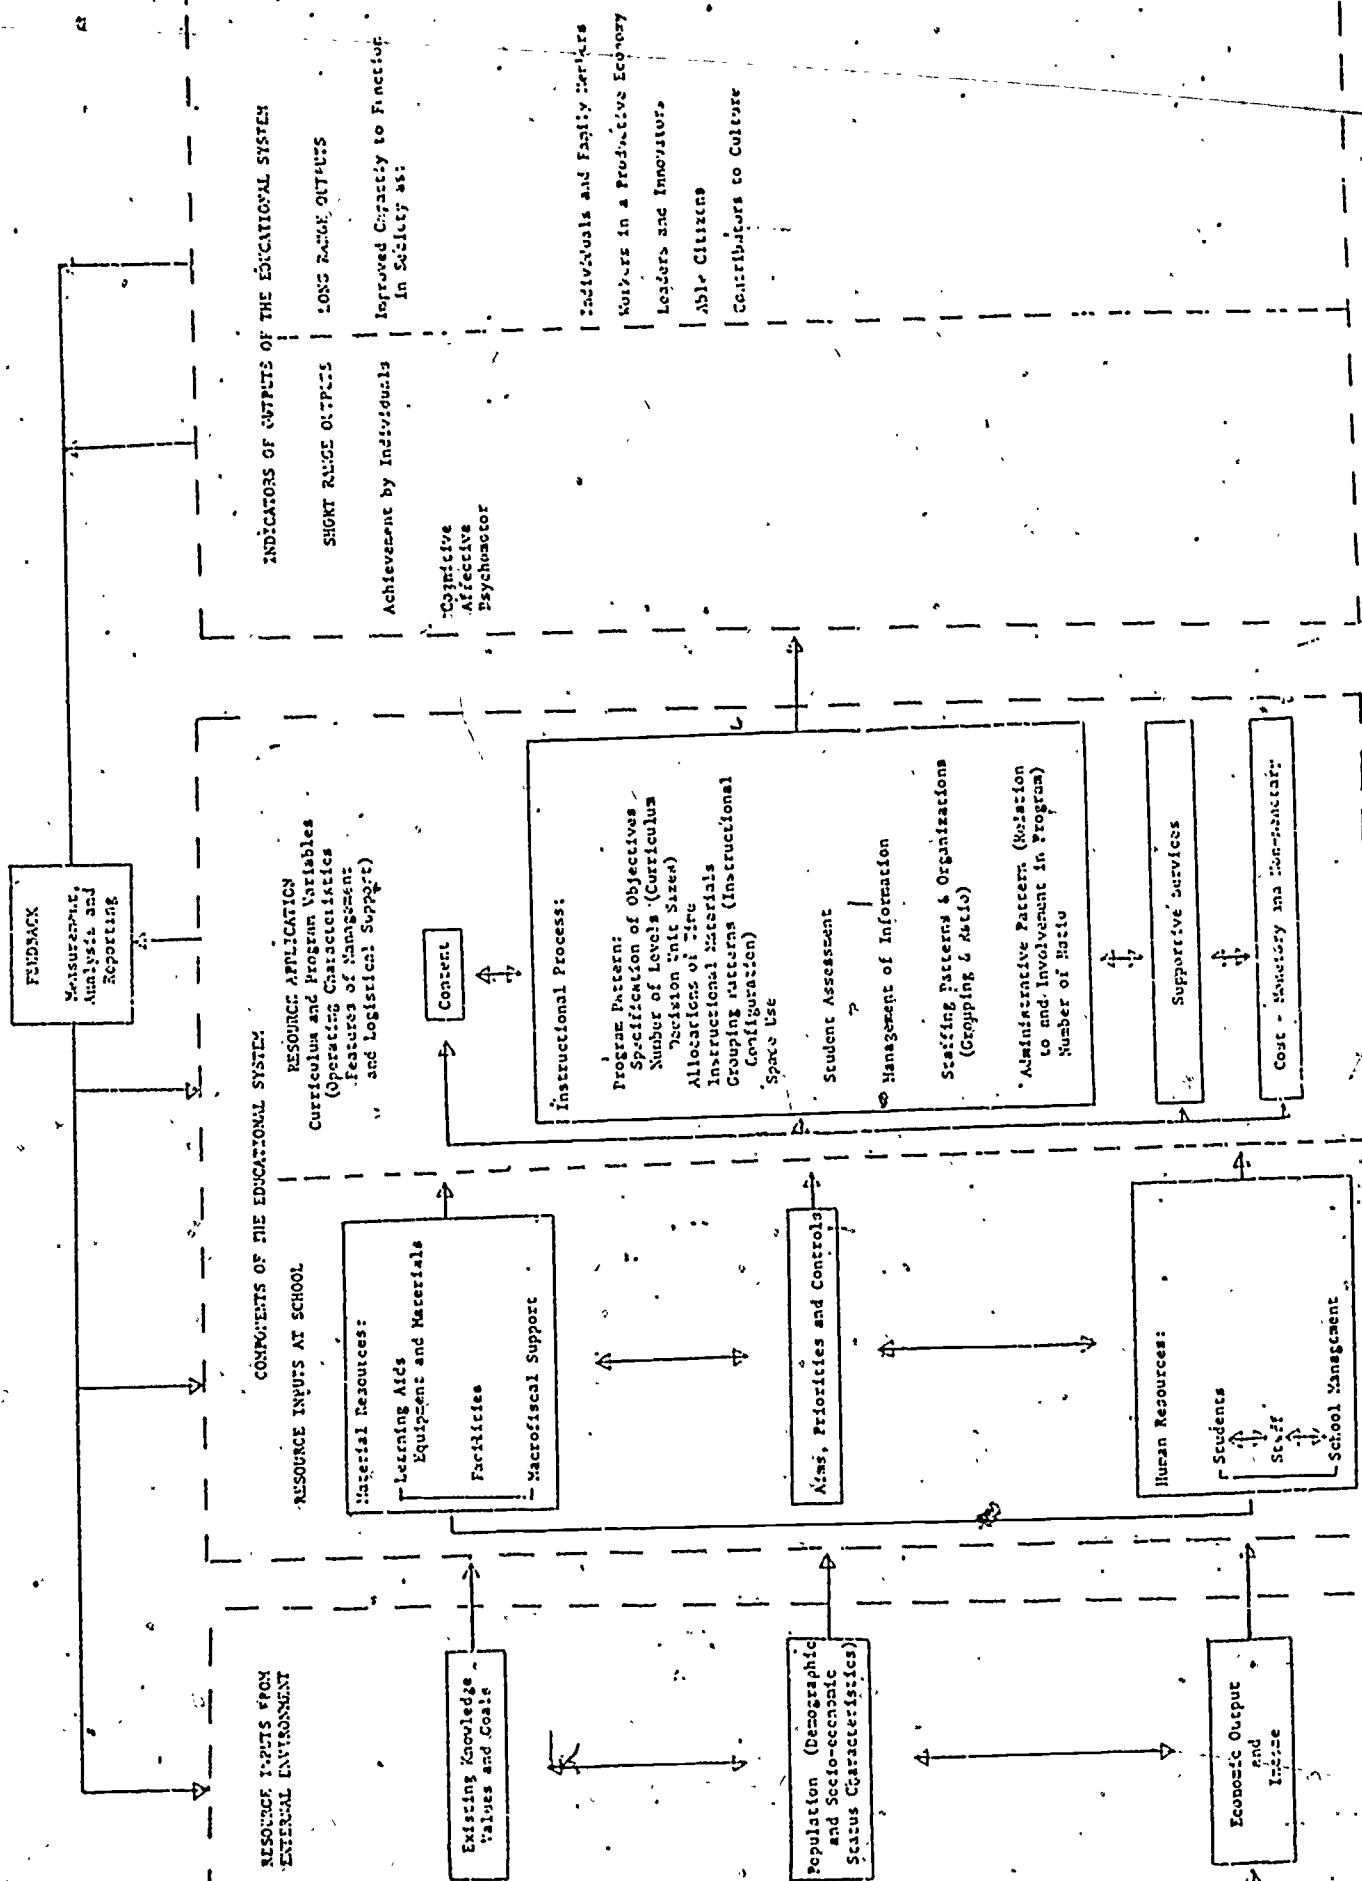 FEEDBACK
Measurement,
Analysis and
Reporting
RESOURCE INPUTS FROM
EXTERNAL ENVIRONMENT
Existing Knowledge
Values and Goals
Population (Demographic
and Socio-economic
Status Characteristics)
Economic Output
and
Income
COMPONENTS OF THE EDUCATIONAL SYSTEM
RESOURCE INPUTS AT SCHOOL
Material Resources:
Learning Aids
Equipment and Materials
Facilities
Macrofiscal Support
Aims, Priorities and Controls
Human Resources:
Students
Staff
School Management
RESOURCE APPLICATION
Curriculum and Program Variables
(Operating Characteristics
Features of Management
and Logistical Support)
Content
Instructional Process:
Program Pattern:
Specification of Objectives
Number of Levels (Curriculum
Decision Unit Sizes)
Allocations of Time
Instructional Materials
Grouping Patterns (Instructional
Configuration)
Space Use
Student Assessment
Management of Information
Staffing Patterns & Organizations
(Grouping & Ratio)
Administrative Pattern (Relation
to and Involvement in Program)
Number of Ratio
Supportive Services
Cost - Monetary and Non-monetary
INDICATORS OF OUTPUTS OF THE EDUCATIONAL SYSTEM
SHORT RANGE OUTPUTS
Achievement by Individuals
Cognitive
Affective
Psychomotor
LONG RANGE OUTPUTS
Improved Capacity to Function
in Society as:
Individuals and Family Members
Workers in a Productive Economy
Leaders and Innovators
Able Citizens
Contributors to Culture